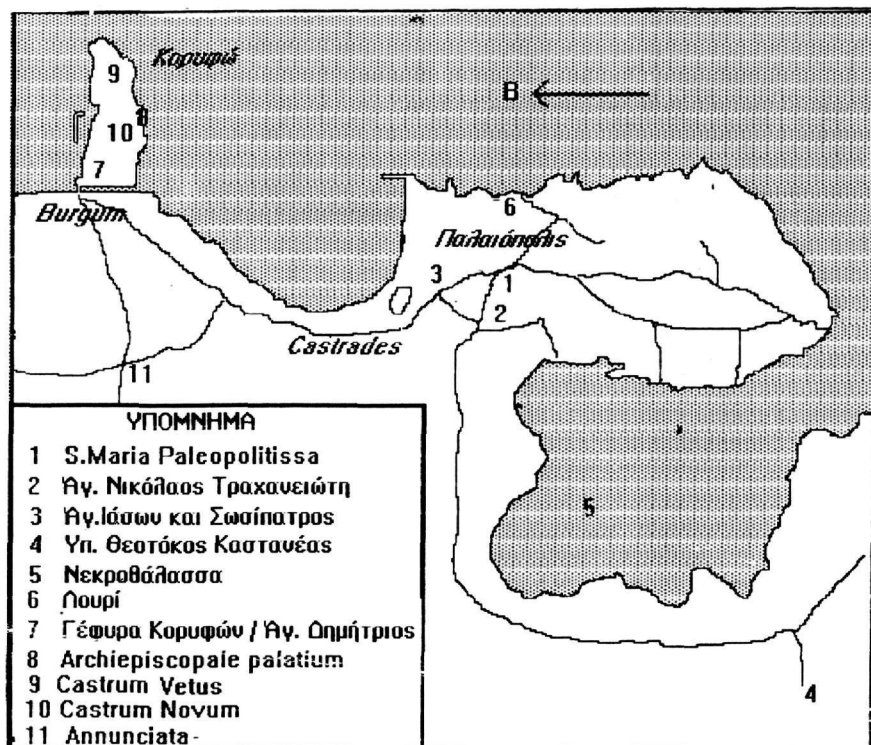 Κορυφώ
9
B
8
10
7
6
Burgum
Παλαιόπολις
3
1
2
Castrades
11
5
4
ΥΠΟΜΝΗΜΑ
1 S.Maria Paleopolitissa
2 Άγ. Νικόλαος Τραχανειώτη
3 Άγ.Ιάσων και Σωσίπατρος
4 Υπ. Θεοτόκος Καστανέας
5 Νεκροθάλασσα
6 Λουρί
7 Γέφυρα Κορυφών / Άγ. Δημήτριος
8 Archiepiscopale palatium
9 Castrum Vetus
10 Castrum Novum
11 Annunciata -